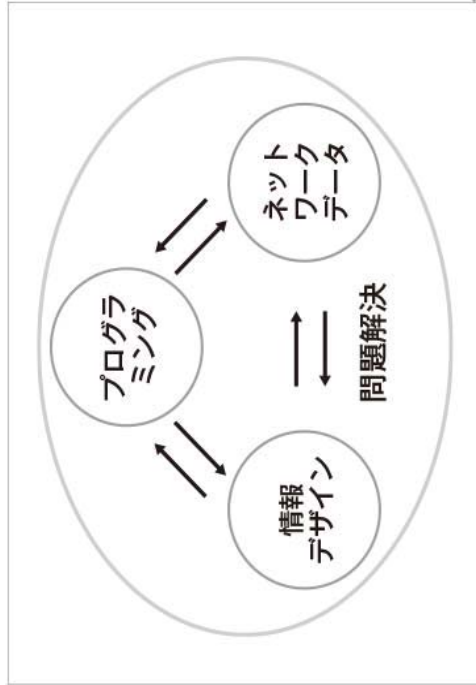 プログラ
ミング
情報
デザイン
ネット
ワーク
データ
問題解決